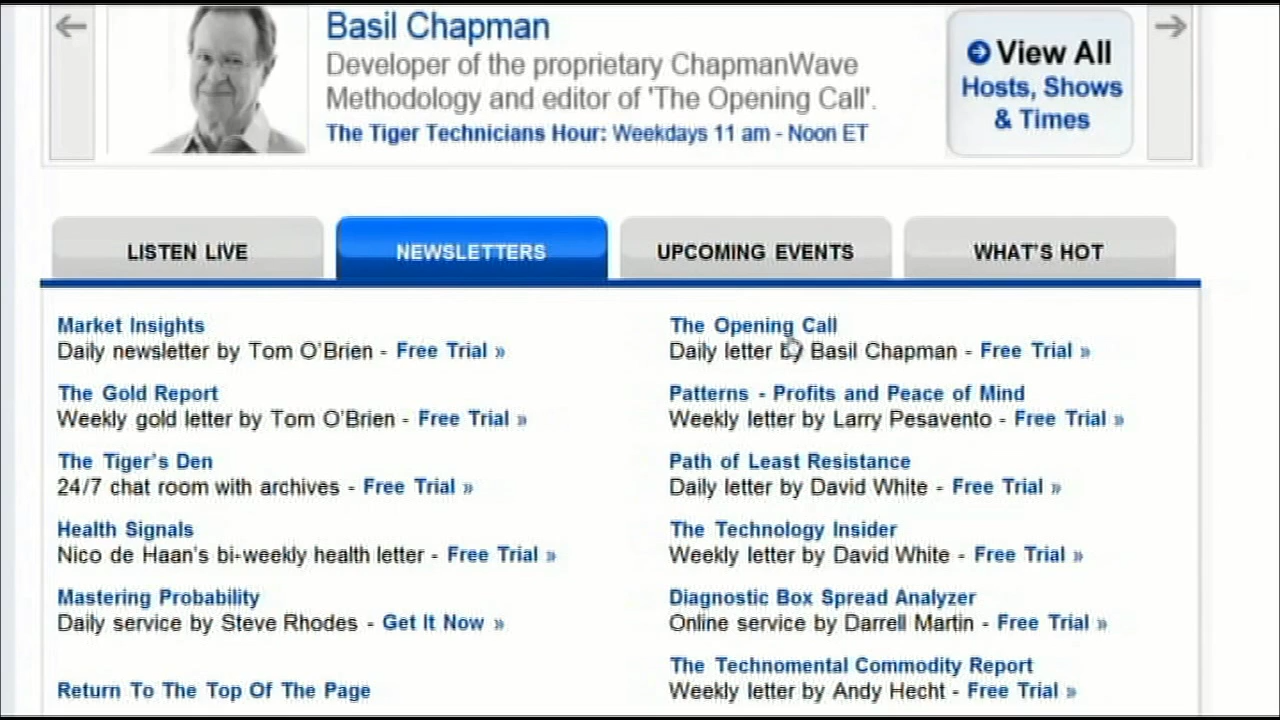 Basil Chapman
Developer of the proprietary ChapmanWave
Methodology and editor of 'The Opening Call'.
The Tiger Technicians Hour: Weekdays 11 am - Noon ET
View All
Hosts, Shows
& Times
LISTEN LIVE
NEWSLETTERS
UPCOMING EVENTS
WHAT'S HOT
Market Insights
Daily newsletter by Tom O'Brien - Free Trial »
The Gold Report
Weekly gold letter by Tom O'Brien - Free Trial »
The Tiger's Den
24/7 chat room with archives - Free Trial »
Health Signals
Nico de Haan's bi-weekly health letter - Free Trial »
Mastering Probability
Daily service by Steve Rhodes - Get It Now »
Return To The Top Of The Page
The Opening Call
Daily letter by Basil Chapman - Free Trial »
Patterns - Profits and Peace of Mind
Weekly letter by Larry Pesavento - Free Trial »
Path of Least Resistance
Daily letter by David White - Free Trial »
The Technology Insider
Weekly letter by David White - Free Trial »
Diagnostic Box Spread Analyzer
Online service by Darrell Martin - Free Trial »
The Technomental Commodity Report
Weekly letter by Andy Hecht - Free Trial »